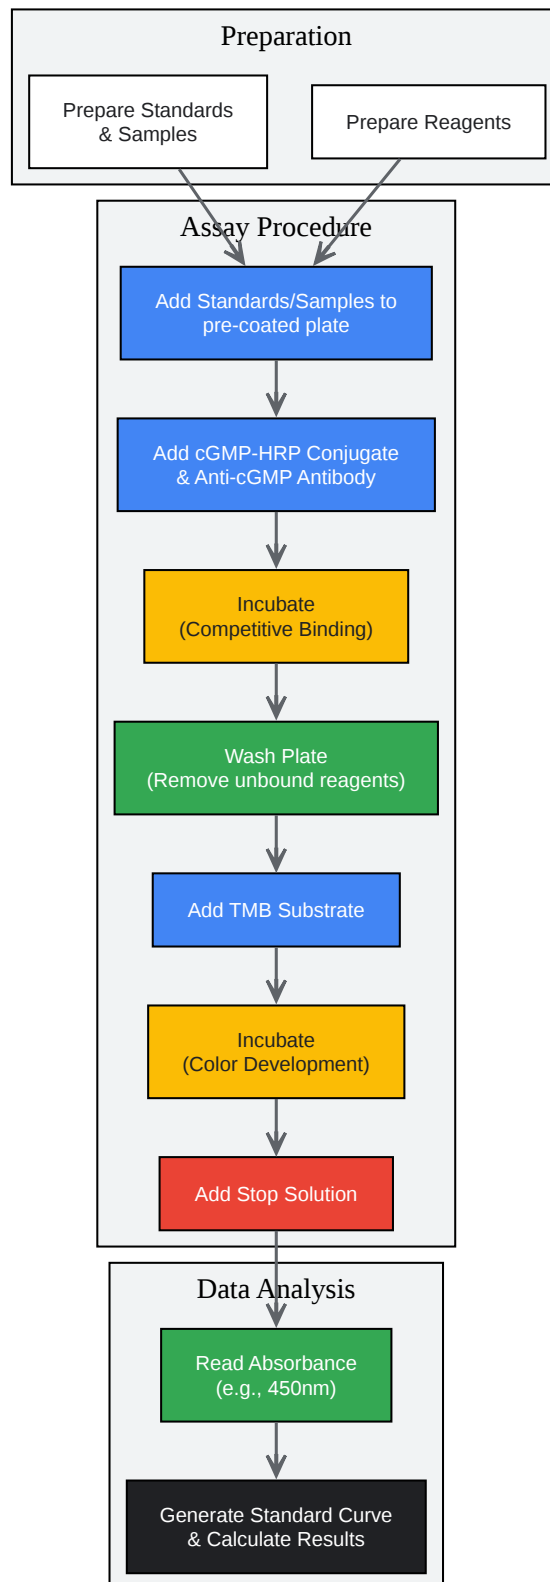 Preparation
Prepare Standards
& Samples
Prepare Reagents
Assay Procedure
Add Standards/Samples to
pre-coated plate
Add cGMP-HRP Conjugate
& Anti-cGMP Antibody
Incubate
(Competitive Binding)
Wash Plate
(Remove unbound reagents)
Add TMB Substrate
Incubate
(Color Development)
Add Stop Solution
Data Analysis
Read Absorbance
(e.g., 450nm)
Generate Standard Curve
& Calculate Results